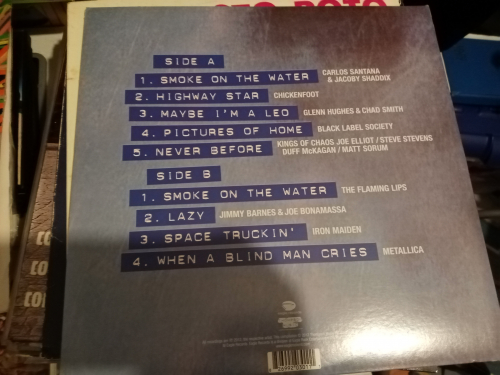 SIDE A
1. SMOKE ON THE WATER CARLOS SANTANA
& JACOBY SHADDIX
2. HIGHWAY STAR CHICKENFOOT
3. MAYBE I'M A LEO GLENN HUGHES & CHAD SMITH
4. PICTURES OF HOME BLACK LABEL SOCIETY
5. NEVER BEFORE KINGS OF CHAOS JOE ELLIOT / STEVE STEVENS
DUFF McKAGAN / MATT SORUM
SIDE B
1. SMOKE ON THE WATER THE FLAMING LIPS
2. LAZY JIMMY BARNES & JOE BONAMASSA
3. SPACE TRUCKIN' IRON MAIDEN
4. WHEN A BLIND MAN CRIES METALLICA